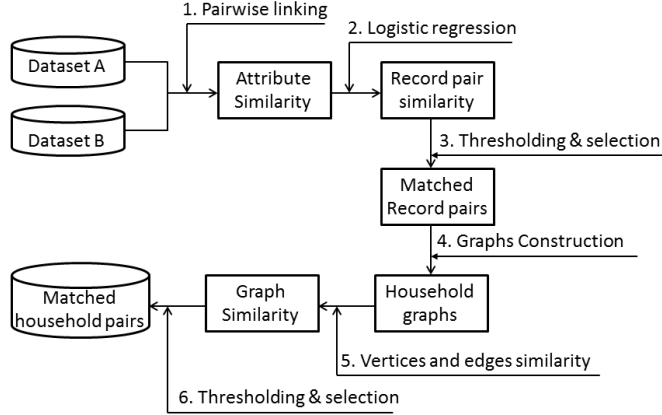 1. Pairwise linking
2. Logistic regression
Dataset A
Attribute
Similarity
Record pair
similarity
Dataset B
3. Thresholding & selection
Matched
Record pairs
4. Graphs Construction
Matched
household pairs
Graph
Similarity
Household
graphs
5. Vertices and edges similarity
6. Thresholding & selection